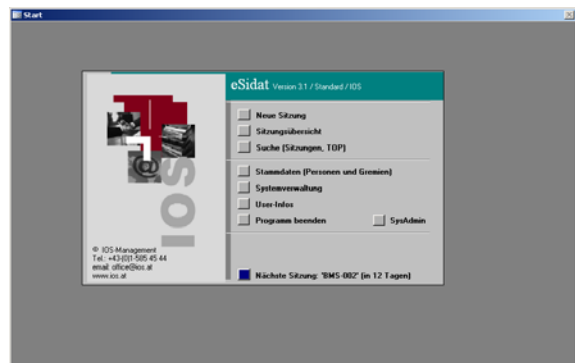 Start
eSidat Version 3.1 / Standard / IOS
Neue Sitzung
Sitzungsübersicht
Suche (Sitzungen, TOP)
Stammdaten (Personen und Gremien)
Systemverwaltung
User-Infos
Programm beenden
SysAdmin
Nächste Sitzung: 'BMS-002' (in 12 Tagen)
@
IOS
© IOS-Management
Tel.: +43-(0)1-585 45 44
email: office@ios.at
www.ios.at